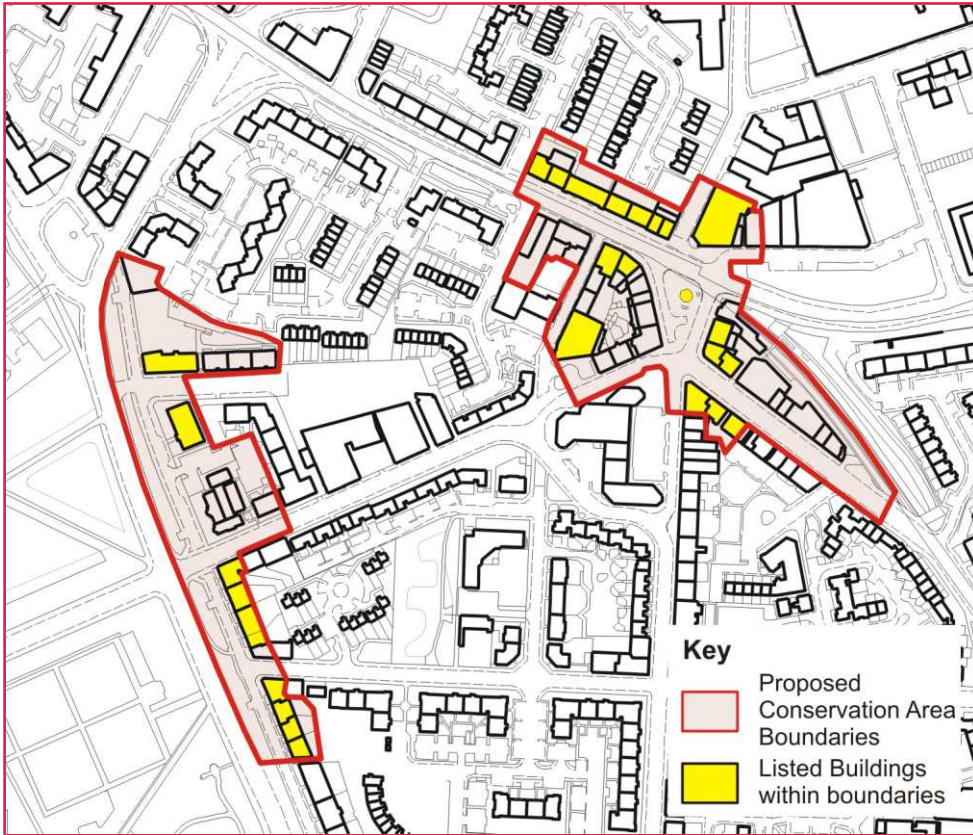 Key
Proposed
Conservation Area
Boundaries
Listed Buildings
within boundaries